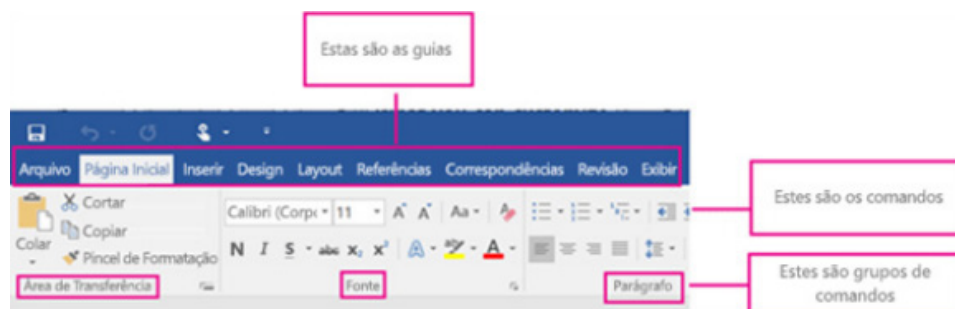 Estas são as guias
Arquivo Página Inicial Inserir Design Layout Referências Correspondências Revisão Exibir
Estes são os comandos
Cortar
Copiar
Colar
Pincel de Formatação
Calibri (Corpo 11 A A Aa
N I S abc x₂ x² A aby A
Área de Transferência Fonte Parágrafo
Estes são grupos de
comandos